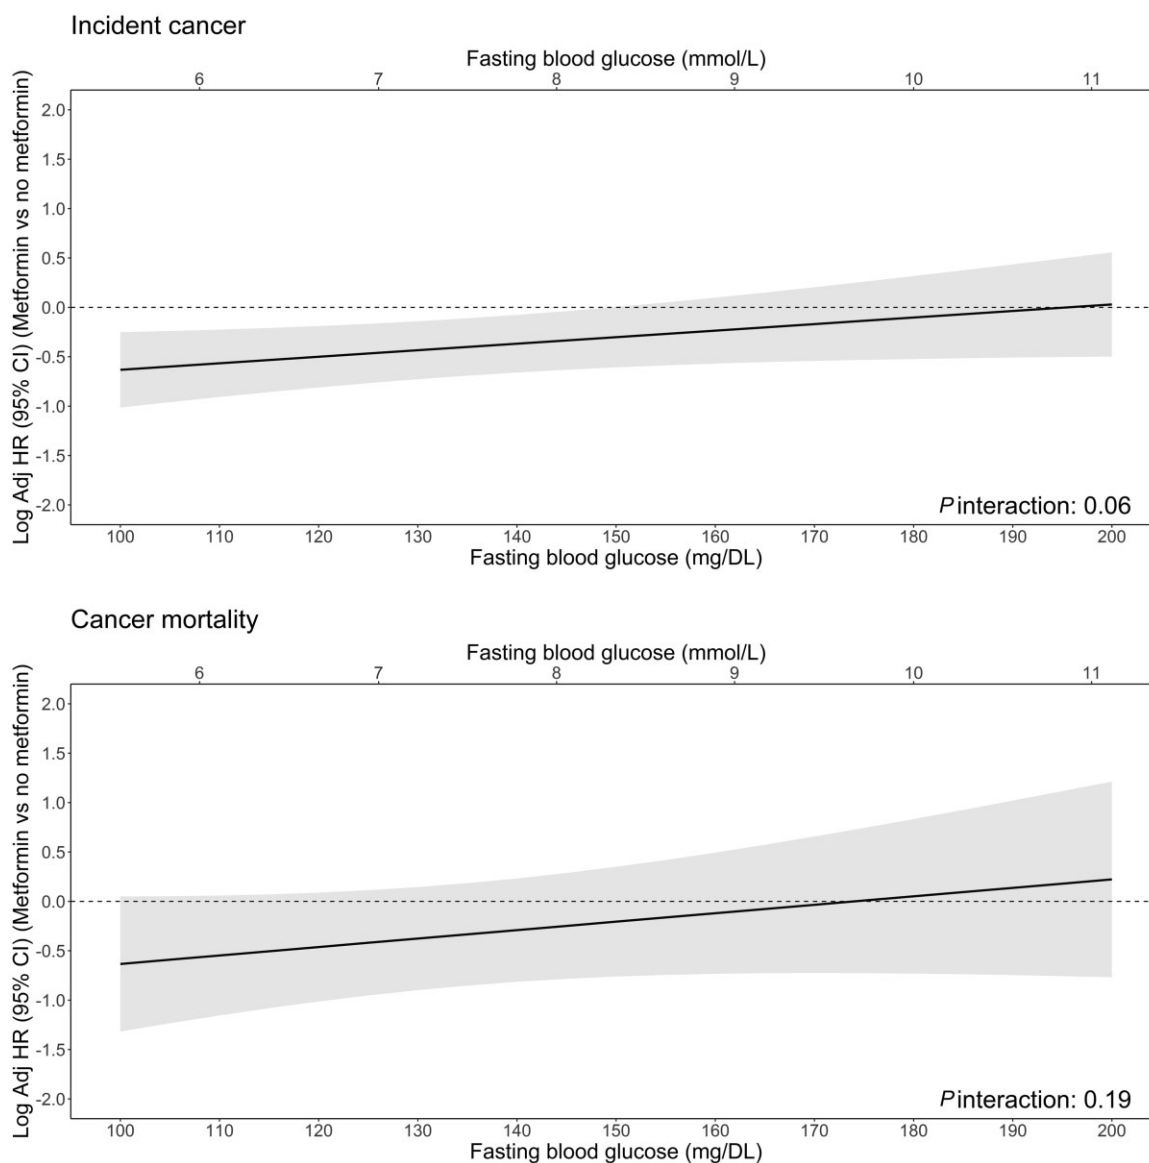 Incident cancer
Fasting blood glucose (mmol/L)
6 7 8 9 10 11
Log Adj HR (95% CI) (Metformin vs no metformin)
2.0
1.5
1.0
0.5
0.0
-0.5
-1.0
-1.5
-2.0
P interaction: 0.06
100 110 120 130 140 150 160 170 180 190 200
Fasting blood glucose (mg/DL)
Cancer mortality
Fasting blood glucose (mmol/L)
6 7 8 9 10 11
Log Adj HR (95% CI) (Metformin vs no metformin)
2.0
1.5
1.0
0.5
0.0
-0.5
-1.0
-1.5
-2.0
P interaction: 0.19
100 110 120 130 140 150 160 170 180 190 200
Fasting blood glucose (mg/DL)